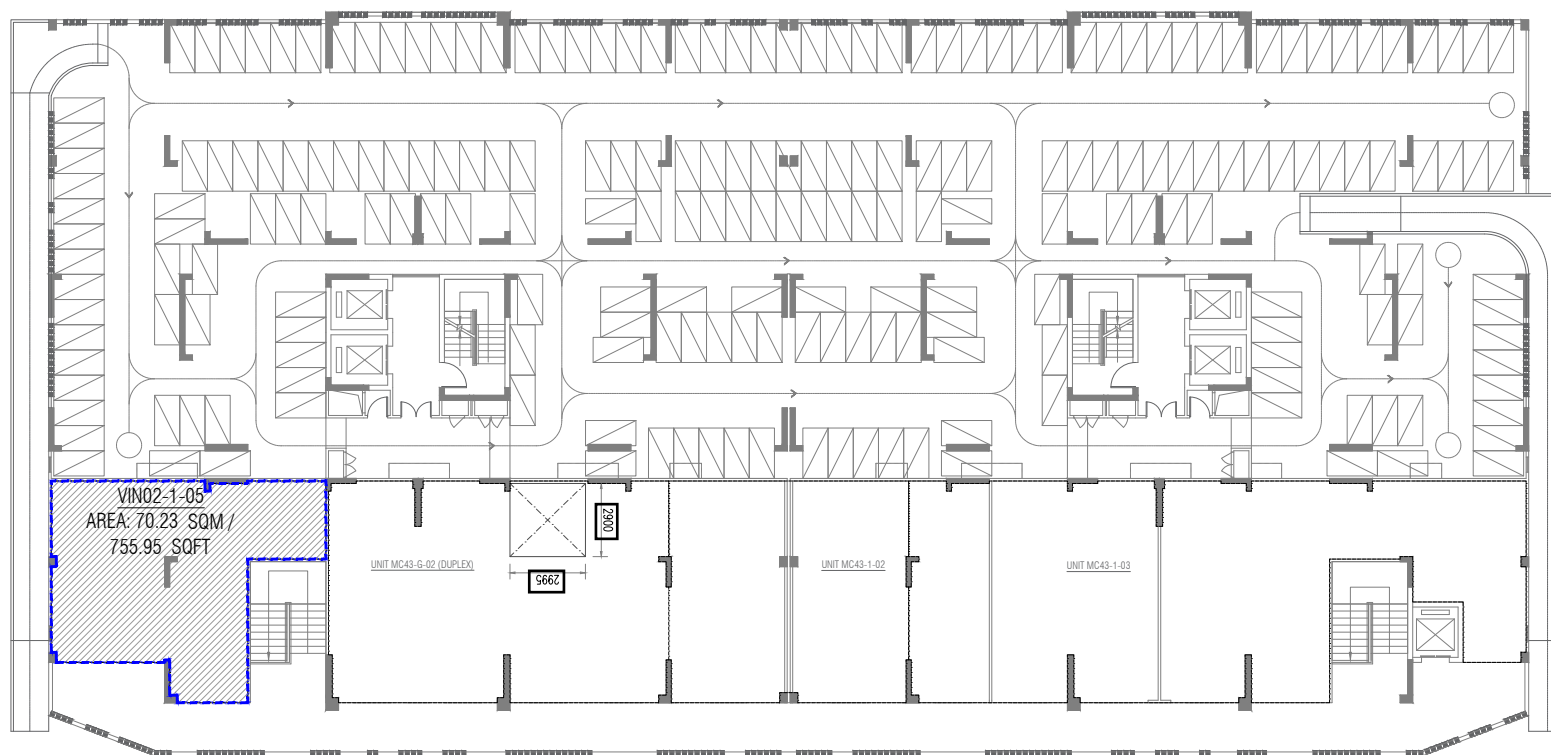 VIN02-1-05
AREA: 70.23 SQM /
755.95 SQFT
UNIT MC43-G-02 (DUPLEX)
2900
2995
UNIT MC43-1-02
UNIT MC43-1-03